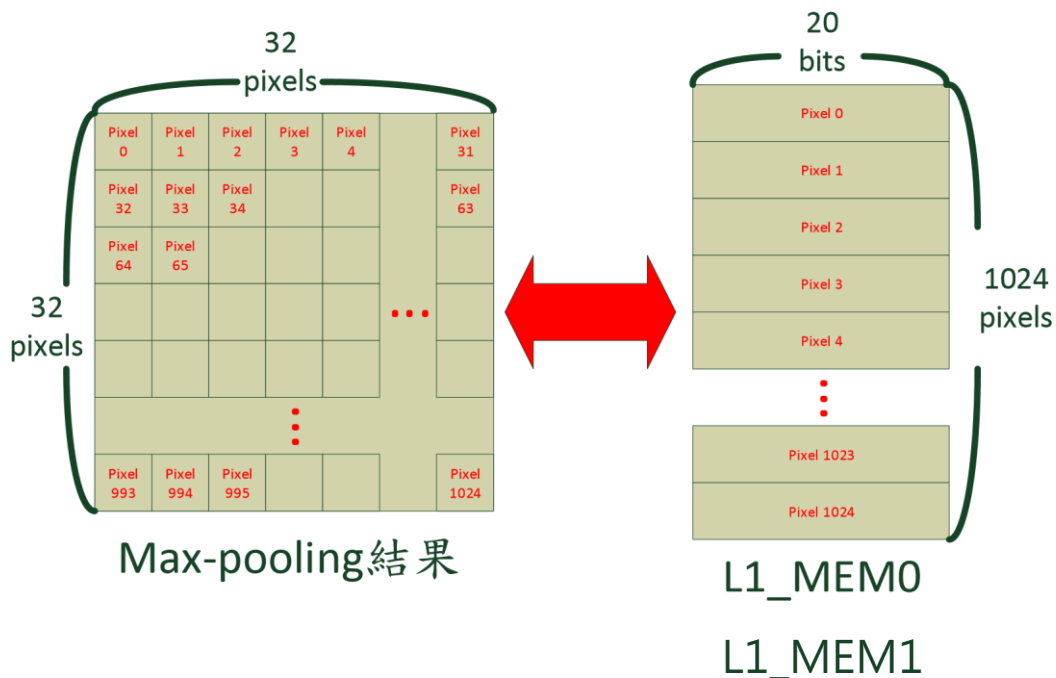 32
pixels
20
bits
Pixel
0
Pixel
1
Pixel
2
Pixel
3
Pixel
4
Pixel
31
Pixel
32
Pixel
33
Pixel
34
Pixel
63
Pixel
64
Pixel
65
32
pixels
...
Pixel
993
Pixel
994
Pixel
995
Pixel
1024
Max-pooling結果
Pixel 0
Pixel 1
Pixel 2
Pixel 3
Pixel 4
Pixel 1023
Pixel 1024
1024
pixels
L1_MEM0
L1_MEM1